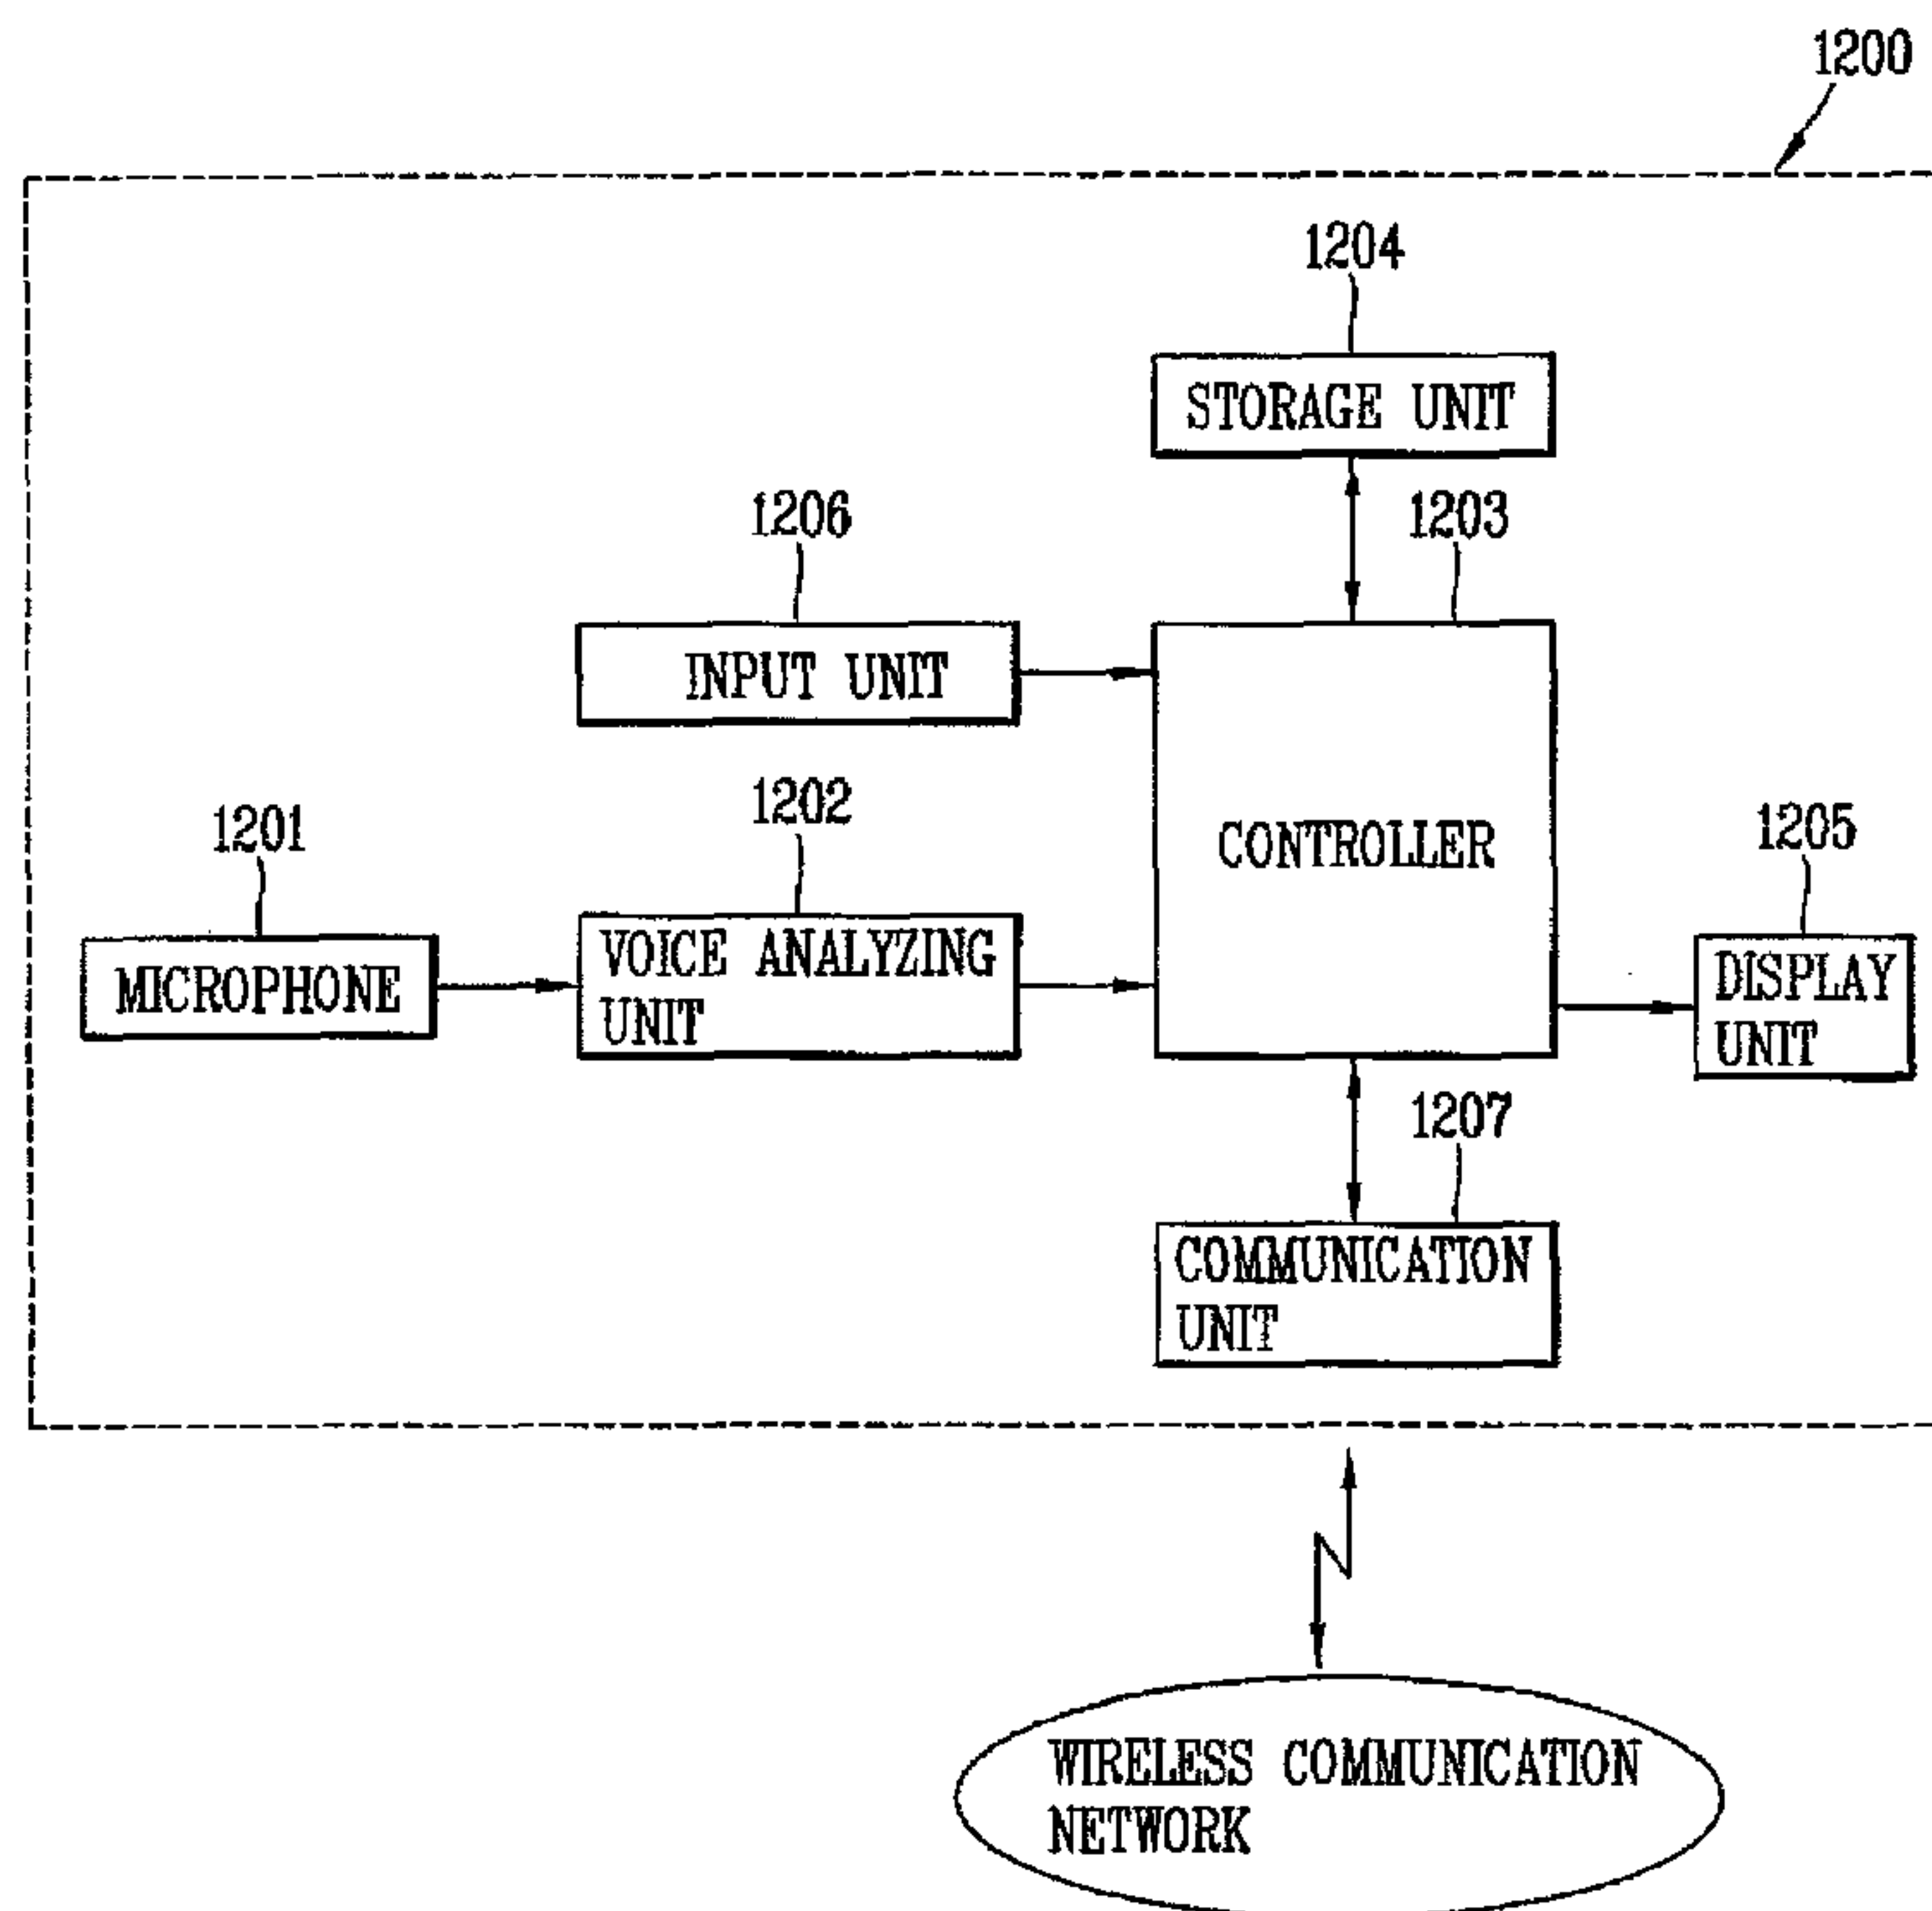 1200
1204
STORAGE UNIT
1206
1203
INPUT UNIT
1201
1202
CONTROLLER
1205
MICROPHONE
VOICE ANALYZING
UNIT
DISPLAY
UNIT
1207
COMMUNICATION
UNIT
WIRELESS COMMUNICATION
NETWORK